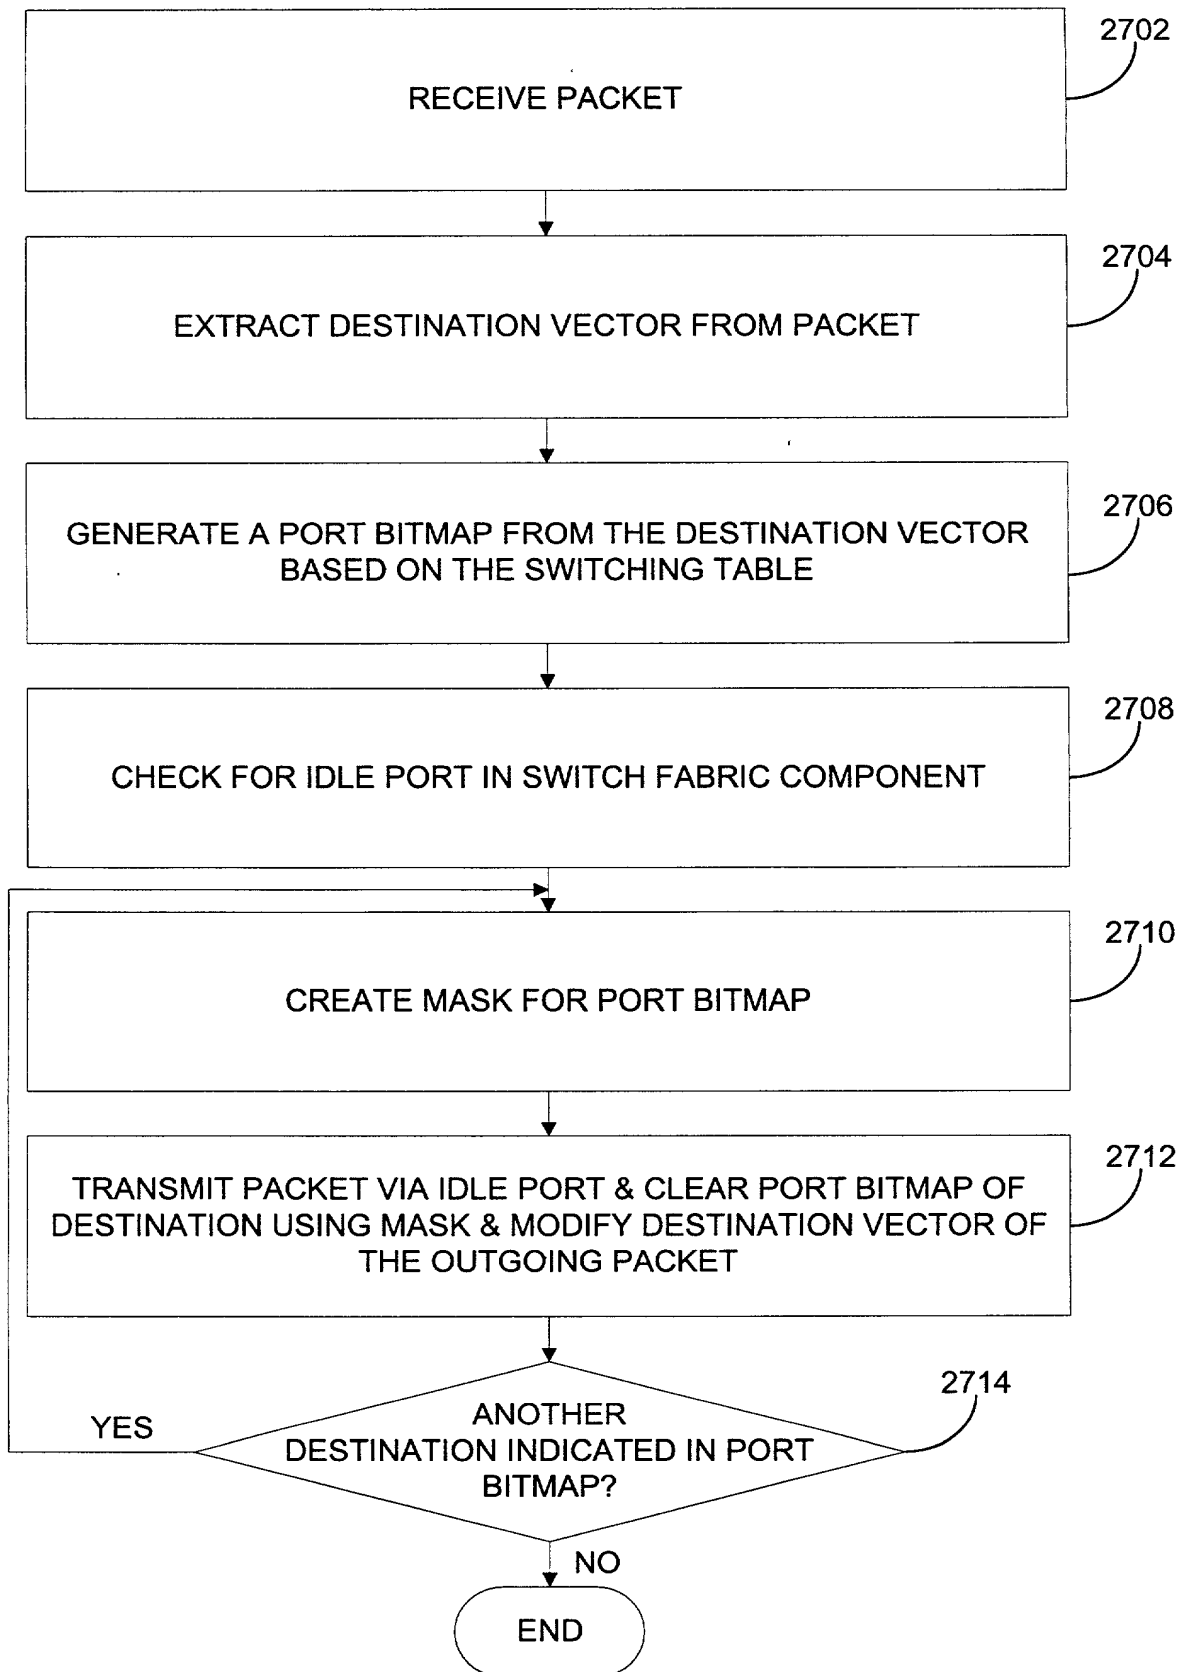 2702
RECEIVE PACKET
2704
EXTRACT DESTINATION VECTOR FROM PACKET
2706
GENERATE A PORT BITMAP FROM THE DESTINATION VECTOR
BASED ON THE SWITCHING TABLE
2708
CHECK FOR IDLE PORT IN SWITCH FABRIC COMPONENT
2710
CREATE MASK FOR PORT BITMAP
2712
TRANSMIT PACKET VIA IDLE PORT & CLEAR PORT BITMAP OF
DESTINATION USING MASK & MODIFY DESTINATION VECTOR OF
THE OUTGOING PACKET
2714
YES
ANOTHER
DESTINATION INDICATED IN PORT
BITMAP?
NO
END